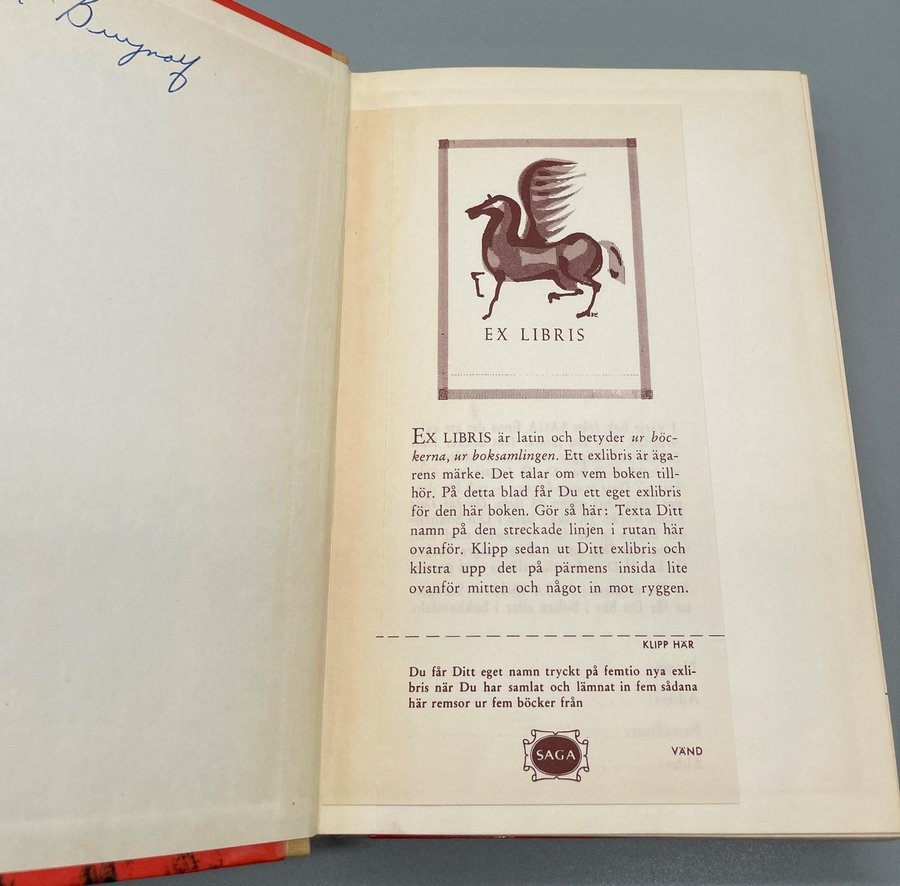 EX LIBRIS
EX LIBRIS är latin och betyder ur böc-
kerna, ur boksamlingen. Ett exlibris är äga-
rens märke. Det talar om vem boken till-
hör. På detta blad får Du ett eget exlibris
för den här boken. Gör så här: Texta Ditt
namn på den streckade linjen i rutan här
ovanför. Klipp sedan ut Ditt exlibris och
klistra upp det på pärmens insida lite
ovanför mitten och något in mot ryggen.
KLIPP HÄR
Du får Ditt eget namn tryckt på femtio nya exli-
bris när Du har samlat och lämnat in fem sådana
här remsor ur fem böcker från
SAGA
VÄND